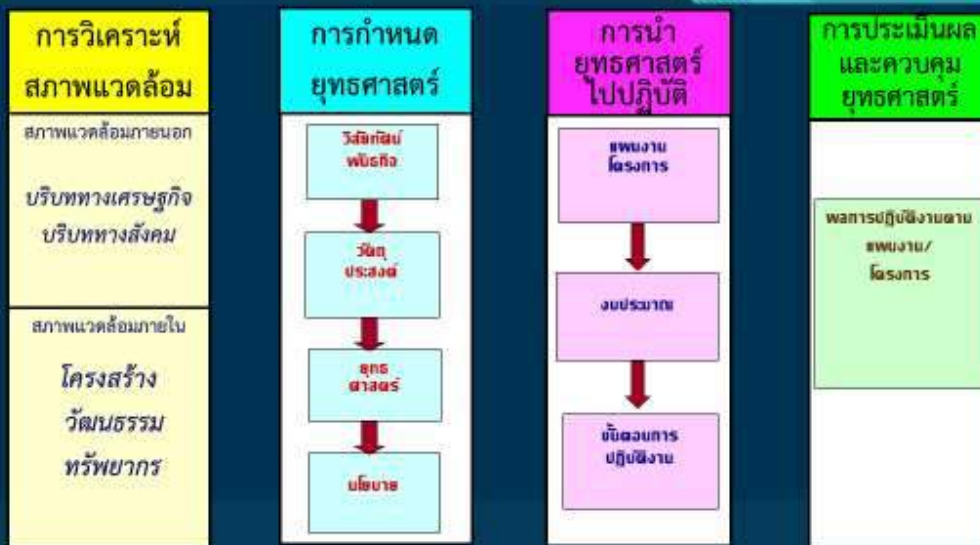 การวิเคราะห์
สภาพแวดล้อม
สภาพแวดล้อมภายนอก
บริบททางเศรษฐกิจ
บริบททางสังคม
สภาพแวดล้อมภายใน
โครงสร้าง
วัฒนธรรม
ทรัพยากร
การกำหนด
ยุทธศาสตร์
วิสัยทัศน์
พันธกิจ
วัตถุ
ประสงค์
ยุทธ
ศาสตร์
นโยบาย
การนำ
ยุทธศาสตร์
ไปปฏิบัติ
แผนงาน
โครงการ
งบประมาณ
ขั้นตอนการ
ปฏิบัติงาน
การประเมินผล
และควบคุม
ยุทธศาสตร์
ผลการปฏิบัติงานตาม
แผนงาน/
โครงการ